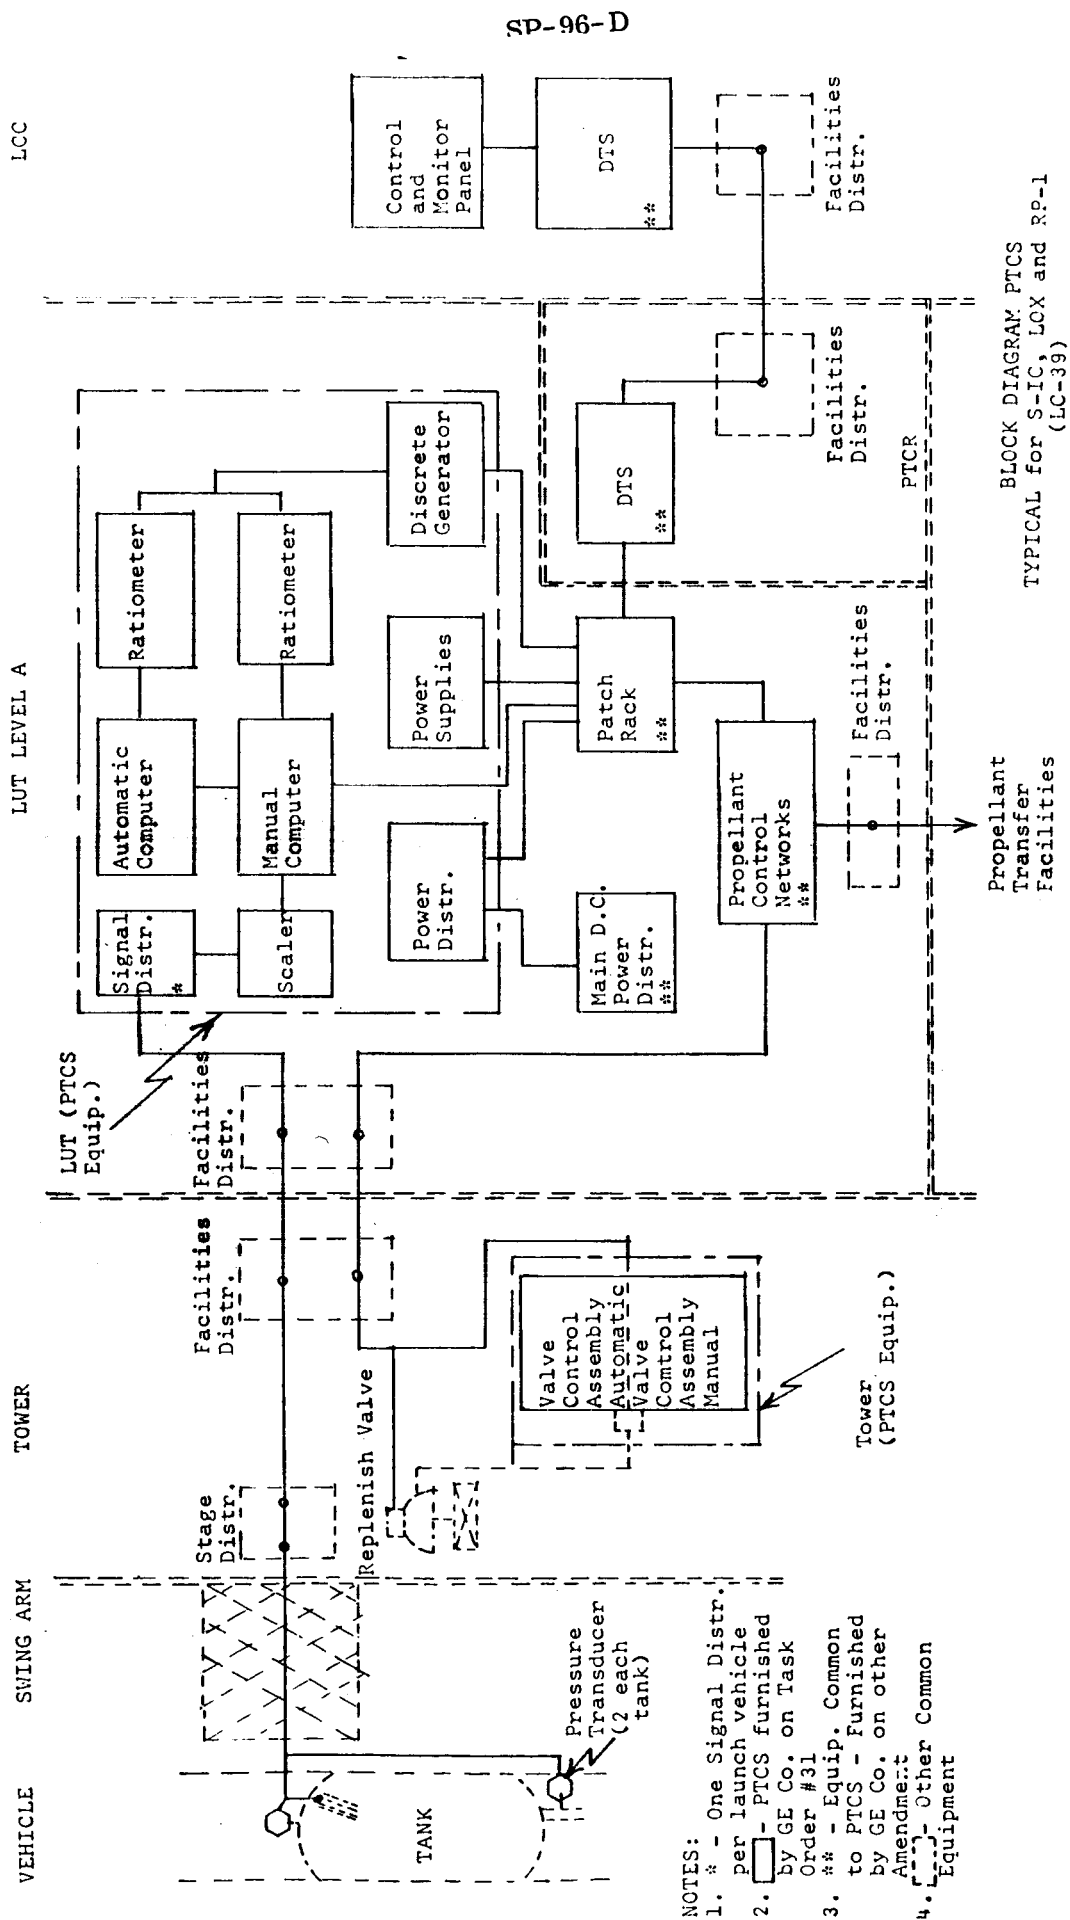 SP-96-D
VEHICLE
SWING ARM
TOWER
LUT LEVEL A
LCC
LUT (PTCS
Equip.)
Signal
Distr.
*
Automatic
Computer
Ratiometer
Scaler
Manual
Computer
Ratiometer
Power
Distr.
Power
Supplies
Discrete
Generator
Control
and
Monitor
Panel
Main D.C.
Power
Distr.
**
Patch
Rack
**
DTS
**
DTS
**
Stage
Distr.
Facilities
Distr.
Facilities
Distr.
Replenish Valve
TANK
Pressure
Transducer
(2 each
tank)
Valve
Control
Assembly
Automatic
Valve
Comtrol
Assembly
Manual
Tower
(PTCS Equip.)
Propellant
Control
Networks
**
Facilities
Distr.
Facilities
Distr.
Facilities
Distr.
PTCR
Propellant
Transfer
Facilities
NOTES:
1. * - One Signal Distr.
per launch vehicle
2. - PTCS furnished
by GE Co. on Task
Order #31
3. ** - Equip. Common
to PTCS - Furnished
by GE Co. on other
Amendment
4. - Other Common
Equipment
BLOCK DIAGRAM PTCS
TYPICAL for S-IC, LOX and RP-1
(LC-39)